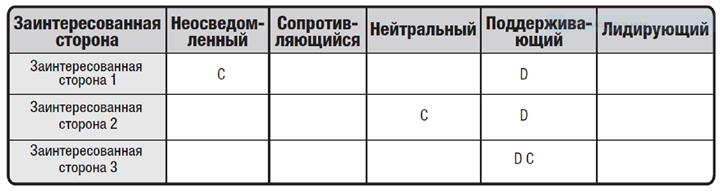 Заинтересованная
сторона
Неосведом-
ленный
Сопротив-
ляющийся
Нейтральный
Поддержива-
ющий
Лидирующий
Заинтересованная
сторона 1
C
D
Заинтересованная
сторона 2
C
D
Заинтересованная
сторона 3
D C